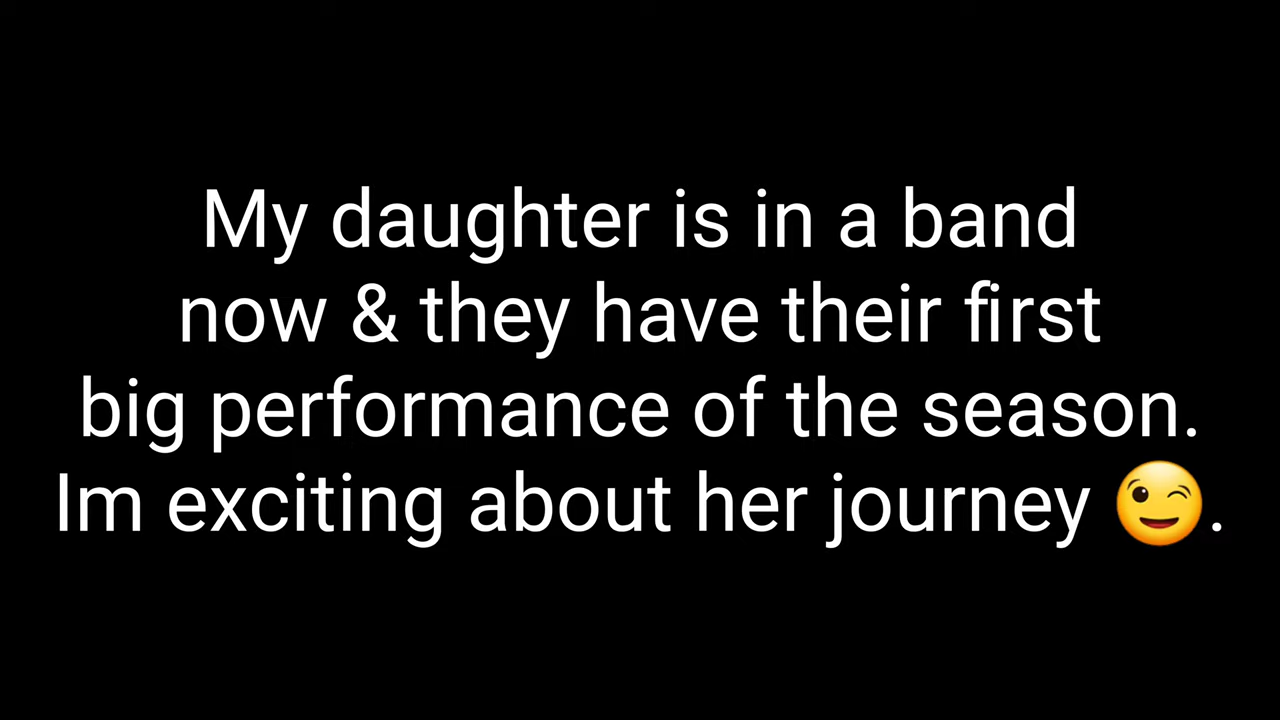 My daughter is in a band
now & they have their first
big performance of the season.
Im exciting about her journey 😉.